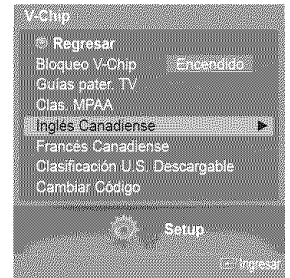 V-Chip
Regresar
Bloqueo V-Chip Encendido
Guías pater. TV
Clas. MPAA
Inglés Canadiense
Francés Canadiense
Clasificación U.S. Descargable
Cambiar Código
Setup
Ingresar